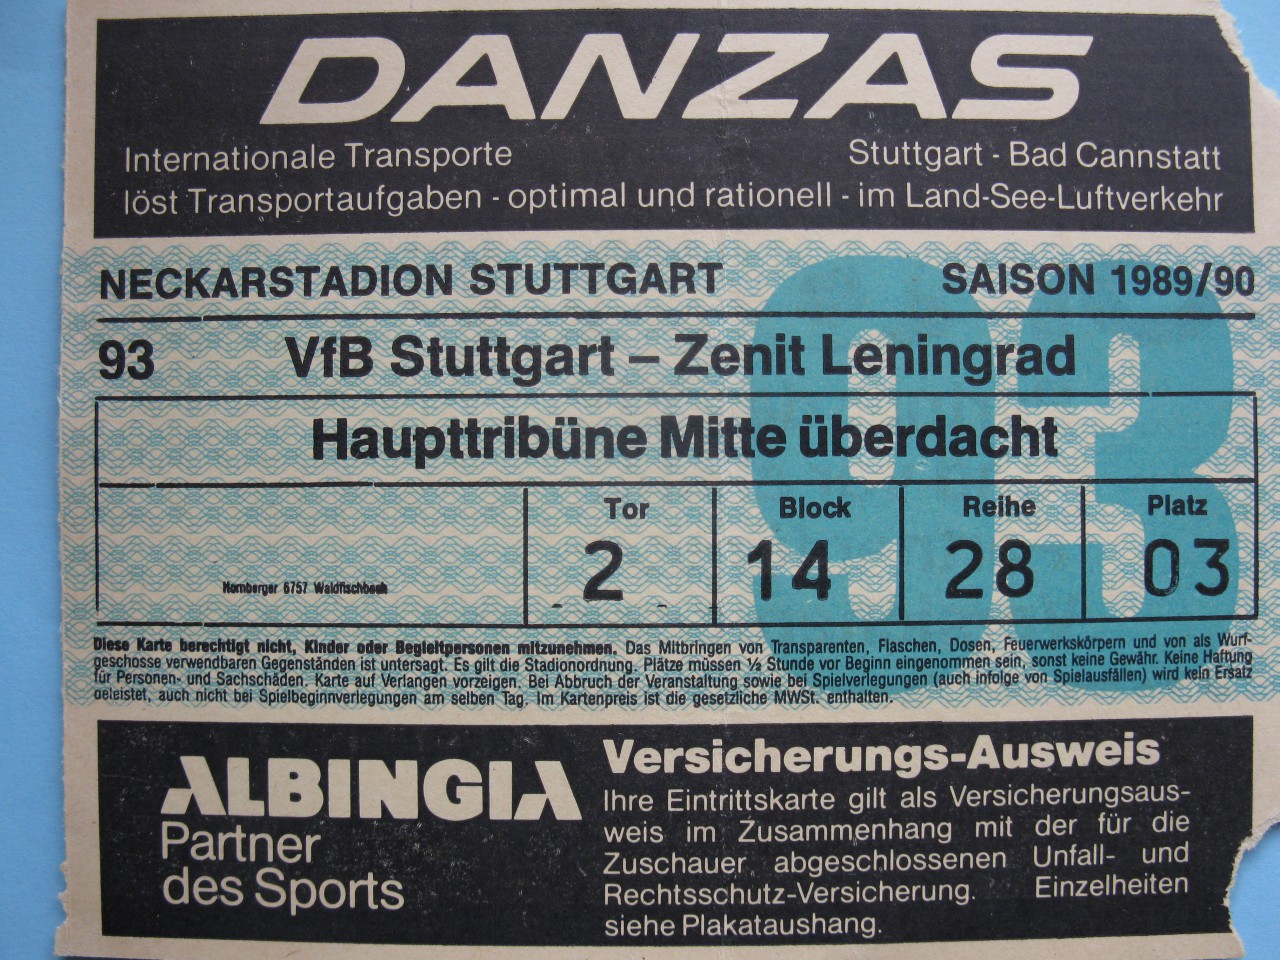 DANZAS
Internationale Transporte Stuttgart - Bad Cannstatt
löst Transportaufgaben - optimal und rationell - im Land-See-Luftverkehr
NECKARSTADION STUTTGART SAISON 1989/90
93 VfB Stuttgart – Zenit Leningrad
93
Haupttribüne Mitte überdacht
Tor Block Reihe Platz
2 14 28 03
Hornberger 6757 Waldfischbach
Diese Karte berechtigt nicht, Kinder oder Begleitpersonen mitzunehmen. Das Mitbringen von Transparenten, Flaschen, Dosen, Feuerwerkskörpern und von als Wurf-
geschosse verwendbaren Gegenständen ist untersagt. Es gilt die Stadionordnung. Plätze müssen ½ Stunde vor Beginn eingenommen sein, sonst keine Gewähr. Keine Haftung
für Personen- und Sachschäden. Karte auf Verlangen vorzeigen. Bei Abbruch der Veranstaltung sowie bei Spielverlegungen (auch infolge von Spielausfällen) wird kein Ersatz
geleistet, auch nicht bei Spielbeginnverlegungen am selben Tag. Im Kartenpreis ist die gesetzliche MWSt. enthalten.
ALBINGIA
Partner
des Sports
Versicherungs-Ausweis
Ihre Eintrittskarte gilt als Versicherungsaus-
weis im Zusammenhang mit der für die
Zuschauer abgeschlossenen Unfall- und
Rechtsschutz-Versicherung. Einzelheiten
siehe Plakataushang.